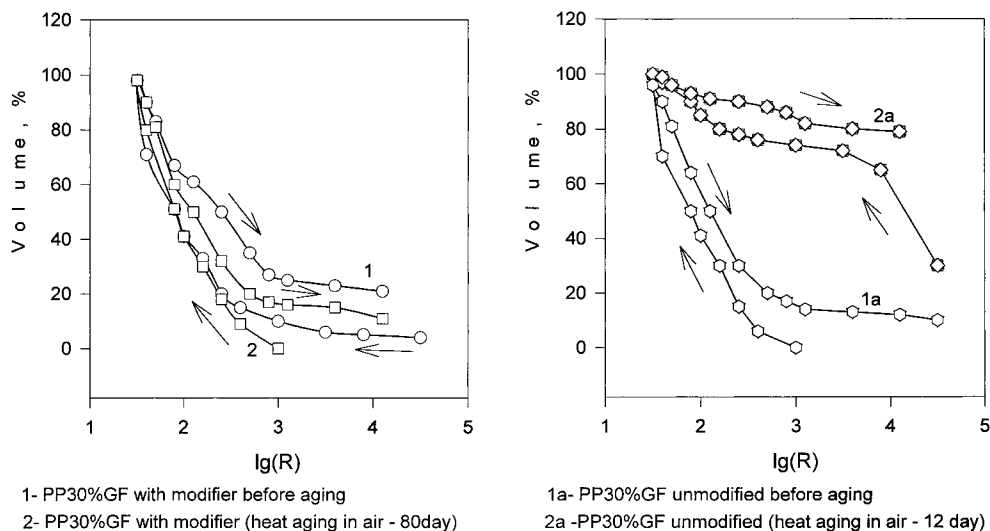 120
100
80
60
40
20
0
Volume, %
1
2
1 2 3 4 5
lg(R)
1- PP30%GF with modifier before aging
2- PP30%GF with modifier (heat aging in air - 80day)
120
100
80
60
40
20
0
Volume, %
2a
1a
1 2 3 4 5
lg(R)
1a- PP30%GF unmodified before aging
2a -PP30%GF unmodified (heat aging in air - 12 day)